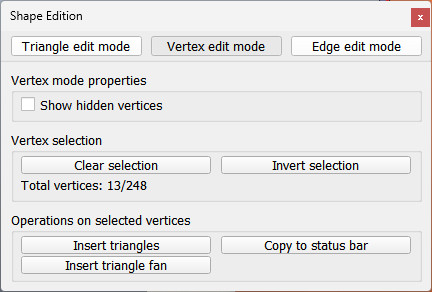 Shape Edition
Triangle edit mode Vertex edit mode Edge edit mode
Vertex mode properties
Show hidden vertices
Vertex selection
Clear selection Invert selection
Total vertices: 13/248
Operations on selected vertices
Insert triangles Copy to status bar
Insert triangle fan